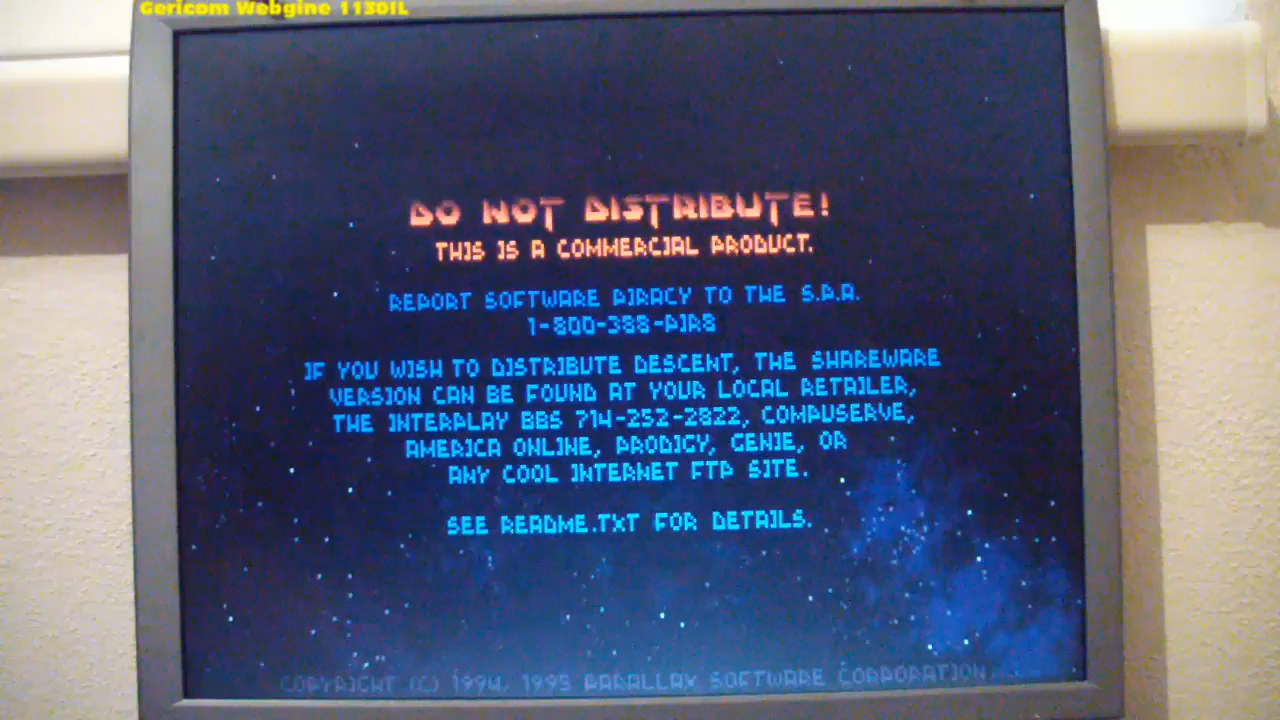 Gericom Webgine 1130IL
DO NOT DISTRIBUTE!
THIS IS A COMMERCIAL PRODUCT.
REPORT SOFTWARE PIRACY TO THE S.P.A.
1-800-388-PIR8
IF YOU WISH TO DISTRIBUTE DESCENT, THE SHAREWARE
VERSION CAN BE FOUND AT YOUR LOCAL RETAILER,
THE INTERPLAY BBS 714-252-2822, COMPUSERVE,
AMERICA ONLINE, PRODIGY, GENIE, OR
ANY COOL INTERNET FTP SITE.
SEE README.TXT FOR DETAILS.
COPYRIGHT (C) 1994, 1995 PARALLAX SOFTWARE CORPORATION